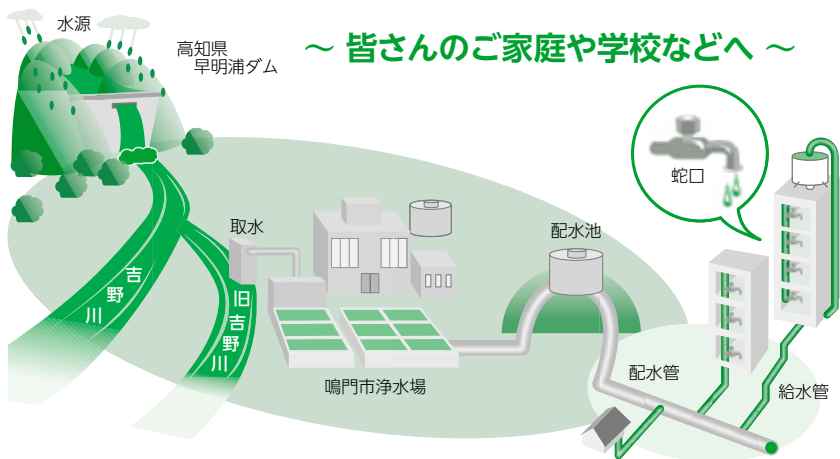 水源
高知県
早明浦ダム
～ 皆さんのご家庭や学校などへ ～
蛇口
取水
配水池
吉野川
旧吉野川
鳴門市浄水場
配水管
給水管